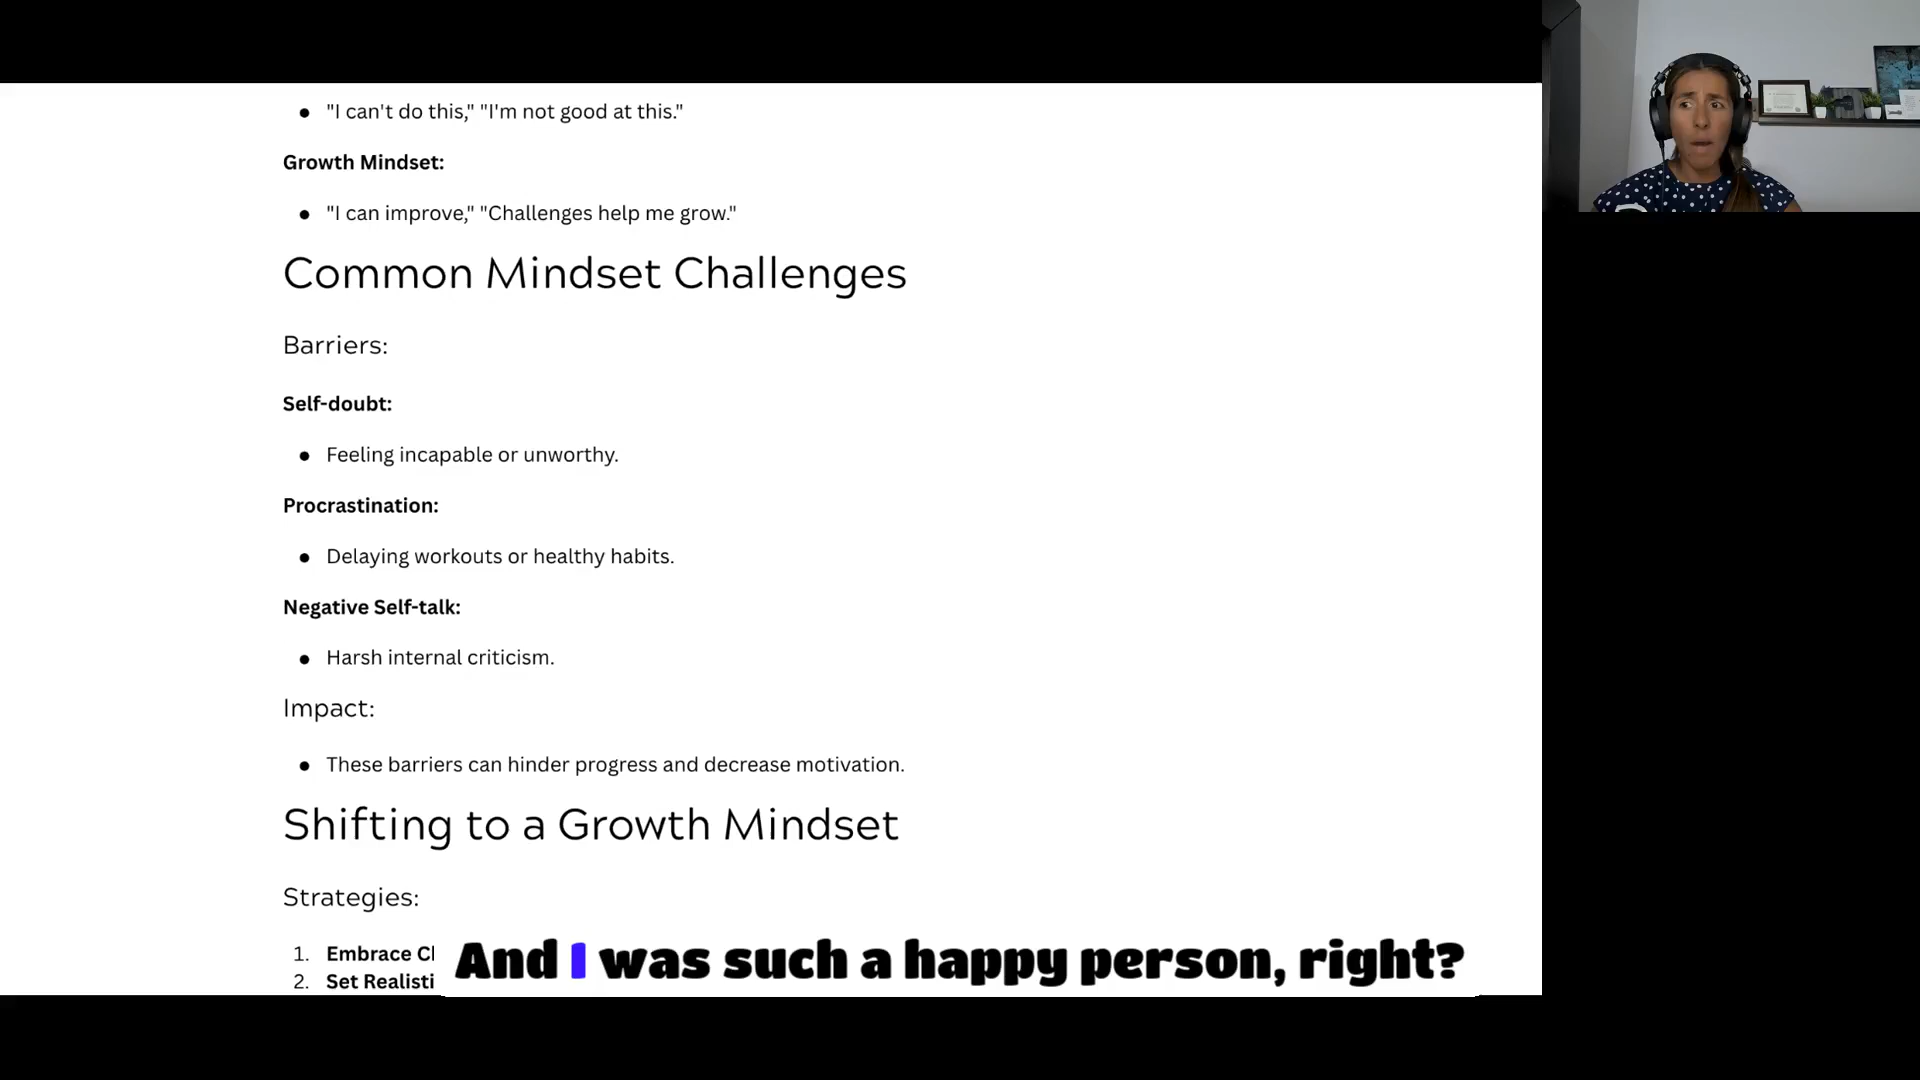 ● "I can't do this," "I'm not good at this."
Growth Mindset:
● "I can improve," "Challenges help me grow."
Common Mindset Challenges
Barriers:
Self-doubt:
● Feeling incapable or unworthy.
Procrastination:
● Delaying workouts or healthy habits.
Negative Self-talk:
● Harsh internal criticism.
Impact:
● These barriers can hinder progress and decrease motivation.
Shifting to a Growth Mindset
Strategies:
1. Embrace
2. Set
And I was such a happy person, right?